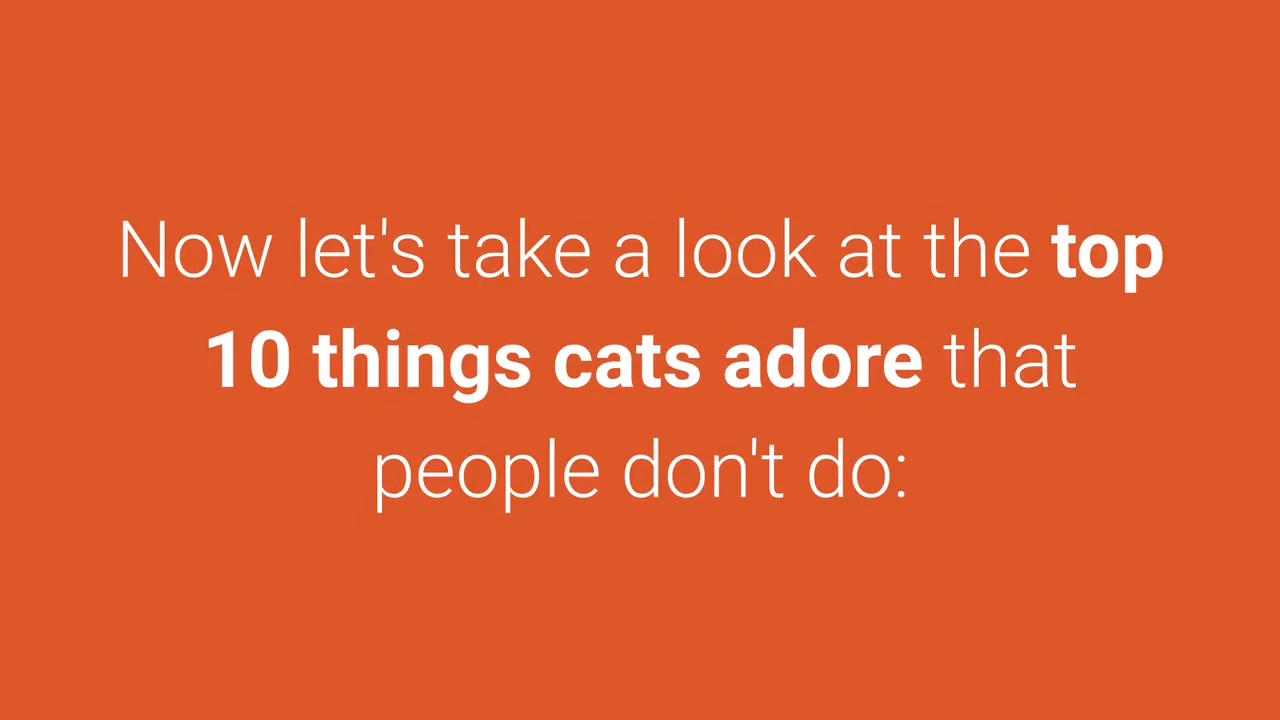 Now let's take a look at the top
10 things cats adore that
people don't do: